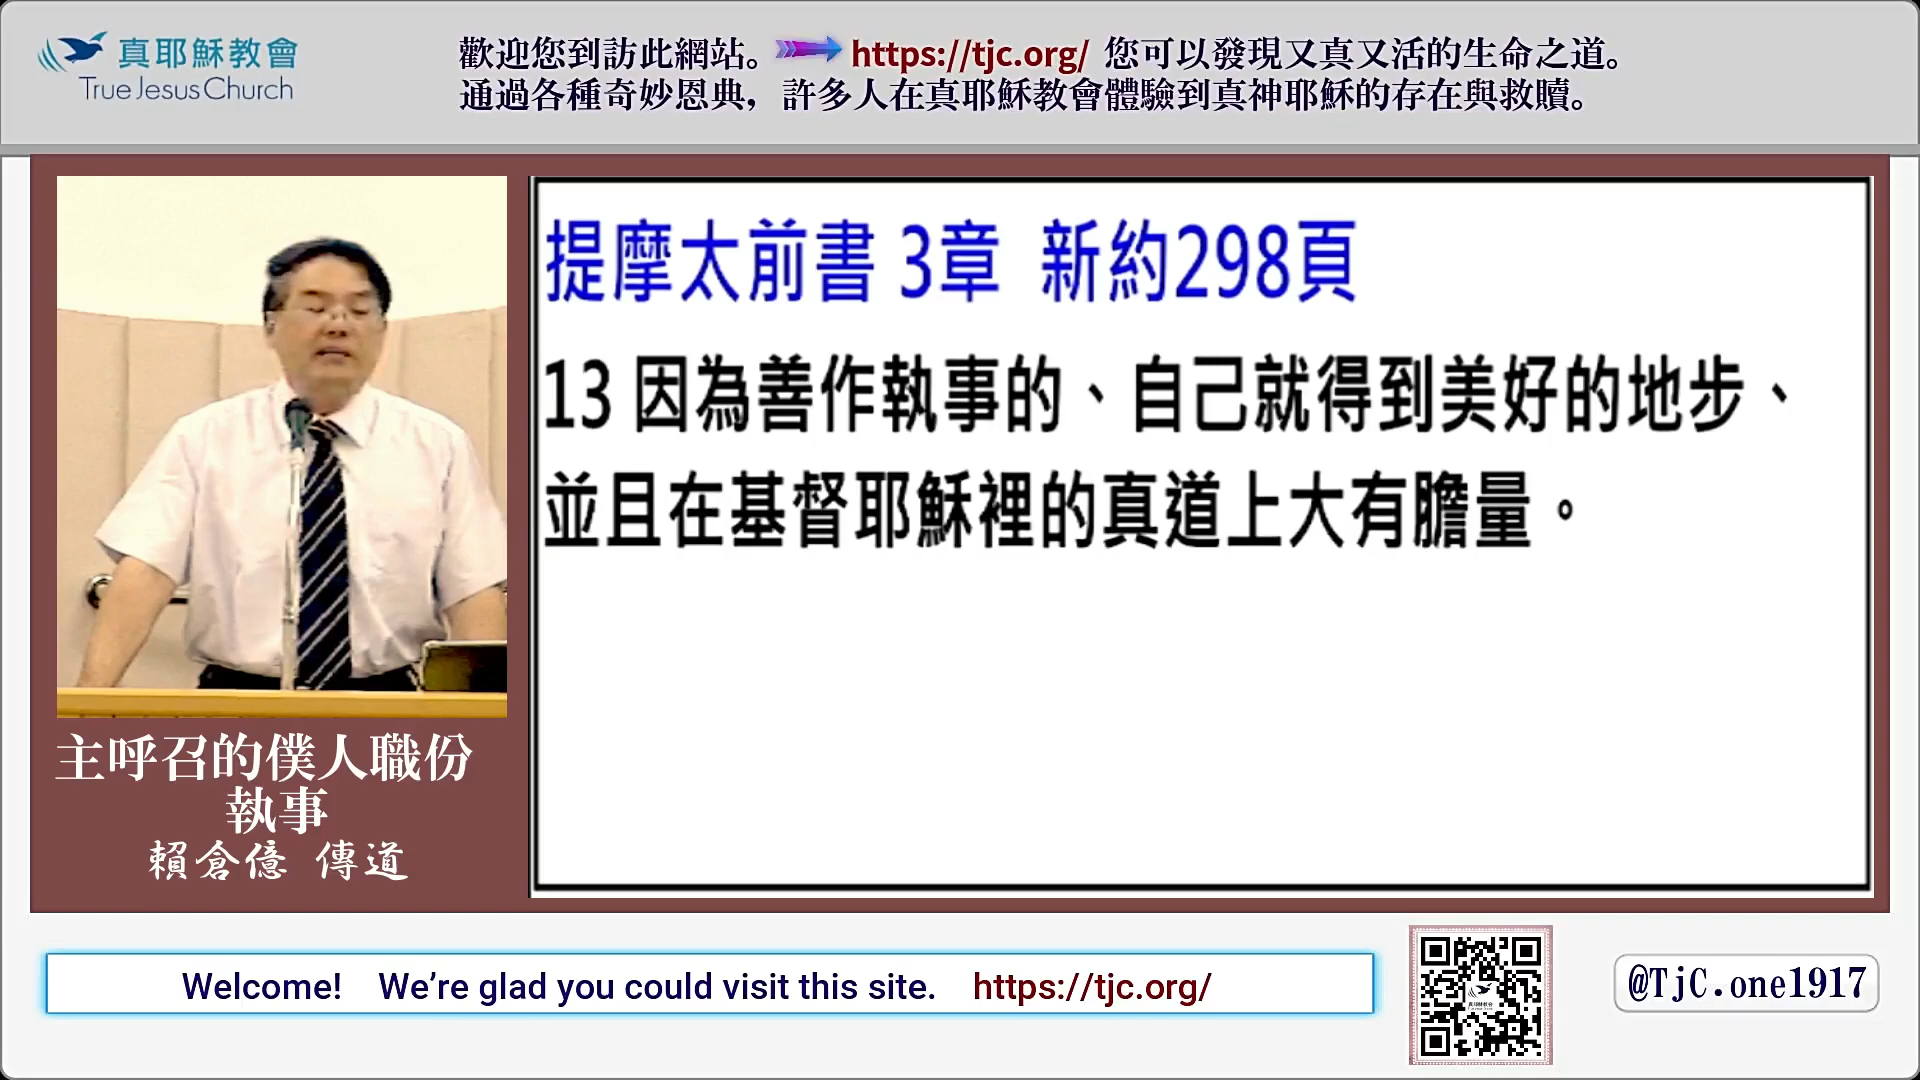 真耶穌教會
True Jesus Church
歡迎您到訪此網站。https://tjc.org/ 您可以發現又真又活的生命之道。
通過各種奇妙恩典，許多人在真耶穌教會體驗到真神耶穌的存在與救贖。
提摩太前書 3章 新約298頁
13 因為善作執事的、自己就得到美好的地步、
並且在基督耶穌裡的真道上大有膽量。
主呼召的僕人職份
執事
賴倉億 傳道
Welcome! We’re glad you could visit this site. https://tjc.org/
@TjC.one1917